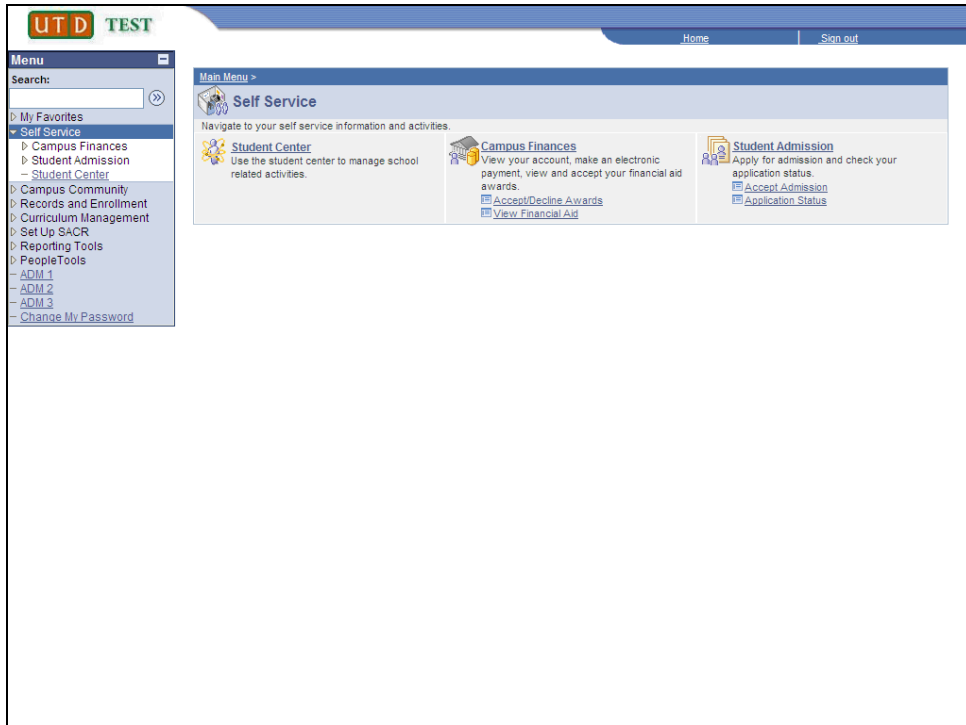 UTD TEST
Home
Sign out
Menu
Search:
My Favorites
Self Service
Campus Finances
Student Admission
Student Center
Campus Community
Records and Enrollment
Curriculum Management
Set Up SACR
Reporting Tools
PeopleTools
ADM 1
ADM 2
ADM 3
Change My Password
Main Menu >
Self Service
Navigate to your self service information and activities.
Student Center
Use the student center to manage school
related activities.
Campus Finances
View your account, make an electronic
payment, view and accept your financial aid
awards.
Accept/Decline Awards
View Financial Aid
Student Admission
Apply for admission and check your
application status.
Accept Admission
Application Status